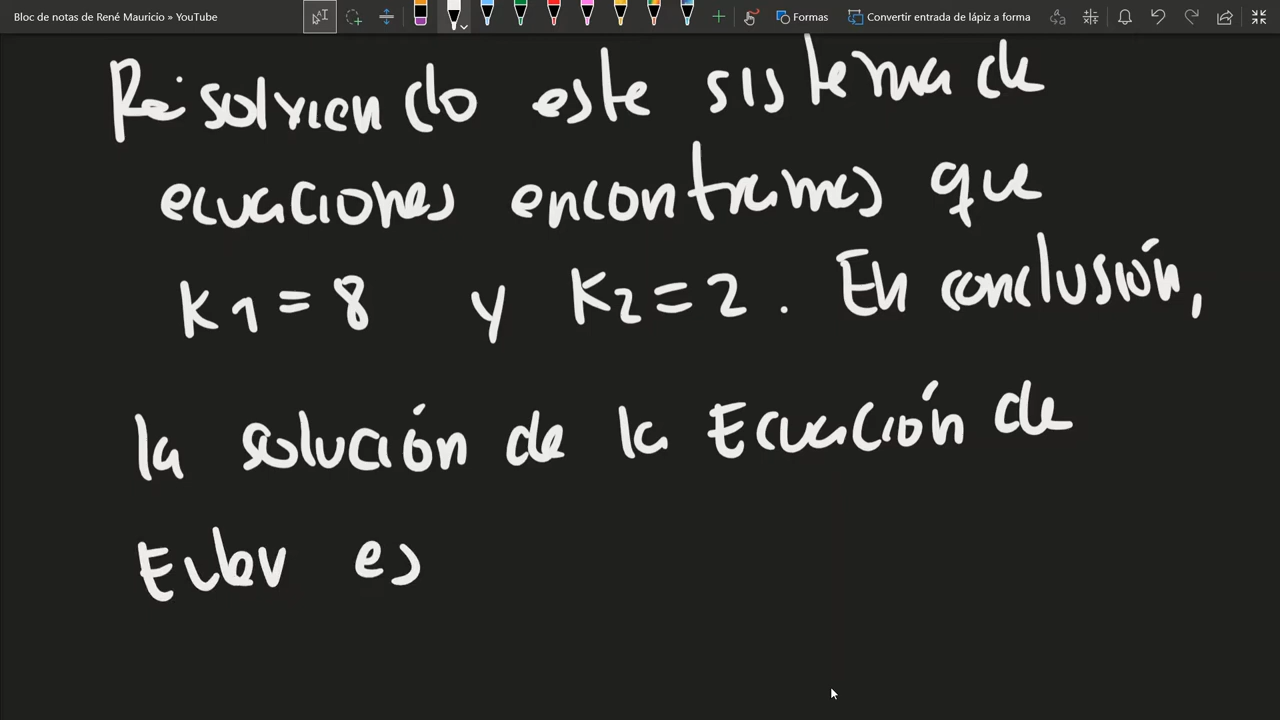 Bloc de notas de René Mauricio » YouTube
Formas
Convertir entrada de lápiz a forma
Resolviendo este sistema de
ecuaciones encontramos que
K1 = 8 y K2 = 2. En conclusión,
la solución de la Ecuación de
Euler es